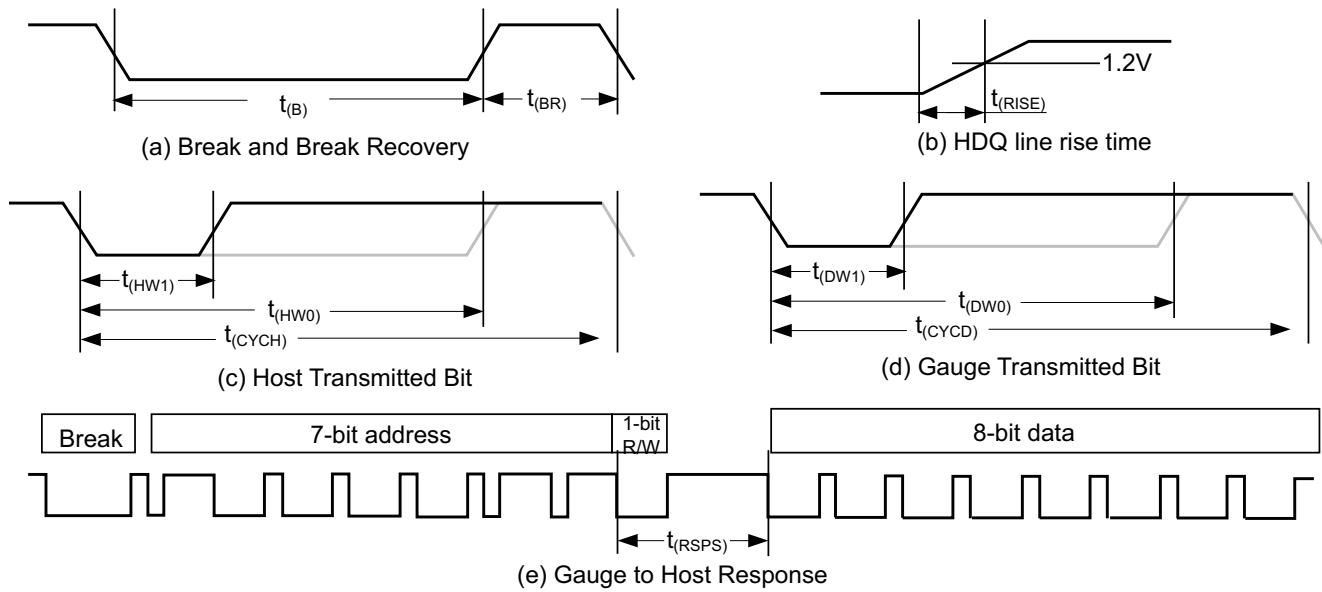 t(B)
t(BR)
(a) Break and Break Recovery
1.2V
t(RISE)
(b) HDQ line rise time
t(HW1)
t(HW0)
t(CYCH)
(c) Host Transmitted Bit
t(DW1)
t(DW0)
t(CYCD)
(d) Gauge Transmitted Bit
Break
7-bit address
1-bit
R/W
8-bit data
t(RSPS)
(e) Gauge to Host Response